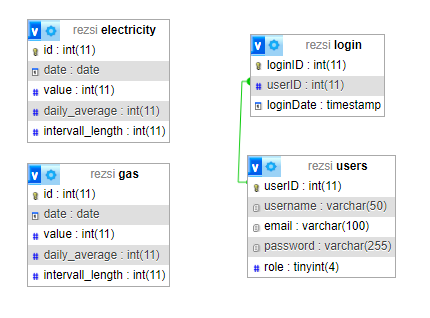 v rezsi electricity
id : int(11)
date : date
# value : int(11)
# daily_average : int(11)
# intervall_length : int(11)
v rezsi gas
id : int(11)
date : date
# value : int(11)
# daily_average : int(11)
# intervall_length : int(11)
v rezsi login
loginID : int(11)
# userID : int(11)
loginDate : timestamp
v rezsi users
userID : int(11)
username : varchar(50)
email : varchar(100)
password : varchar(255)
# role : tinyint(4)